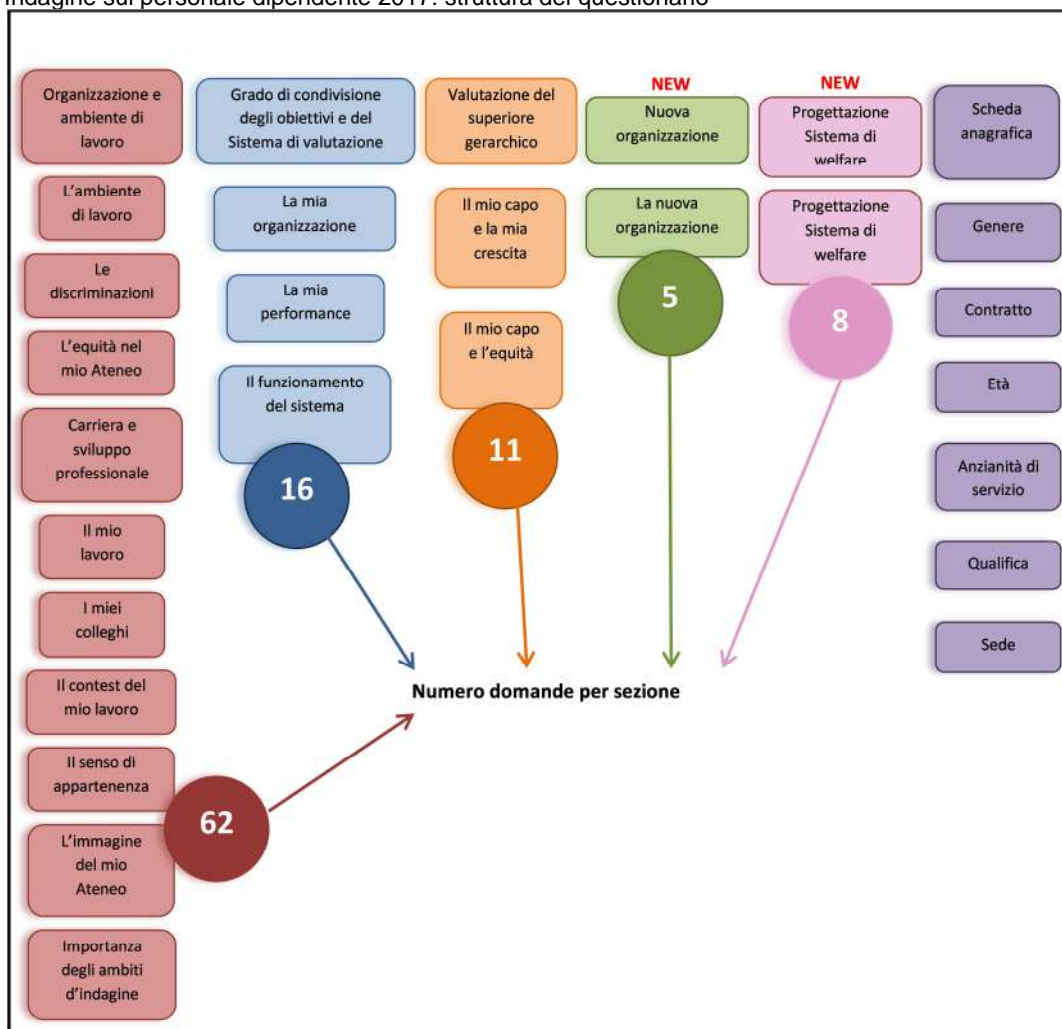 Indagine sul personale dipendente 2017: struttura del questionario
Organizzazione e
ambiente di
lavoro
L'ambiente
di lavoro
Le
discriminazioni
L'equità nel
mio Ateneo
Carriera e
sviluppo
professionale
Il mio
lavoro
I miei
colleghi
Il contest del
mio lavoro
Il senso di
appartenenza
L'immagine
del mio
Ateneo
Importanza
degli ambiti
d'indagine
62
Grado di condivisione
degli obiettivi e del
Sistema di valutazione
La mia
organizzazione
La mia
performance
Il funzionamento
del sistema
16
Valutazione del
superiore
gerarchico
Il mio capo
e la mia
crescita
Il mio capo
e l'equità
11
NEW
Nuova
organizzazione
La nuova
organizzazione
5
NEW
Progettazione
Sistema di
welfare
Progettazione
Sistema di
welfare
8
Scheda
anagrafica
Genere
Contratto
Età
Anzianità di
servizio
Qualifica
Sede
Numero domande per sezione